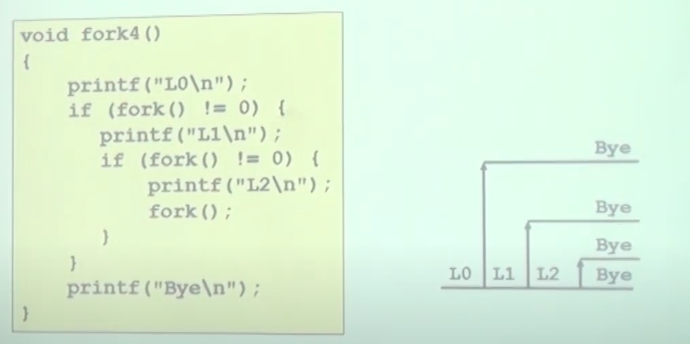 void fork4()
{
    printf("L0\n");
    if (fork() != 0) {
        printf("L1\n");
        if (fork() != 0) {
            printf("L2\n");
            fork();
        }
    }
    printf("Bye\n");
}
Bye
Bye
Bye
L0 L1 L2 Bye